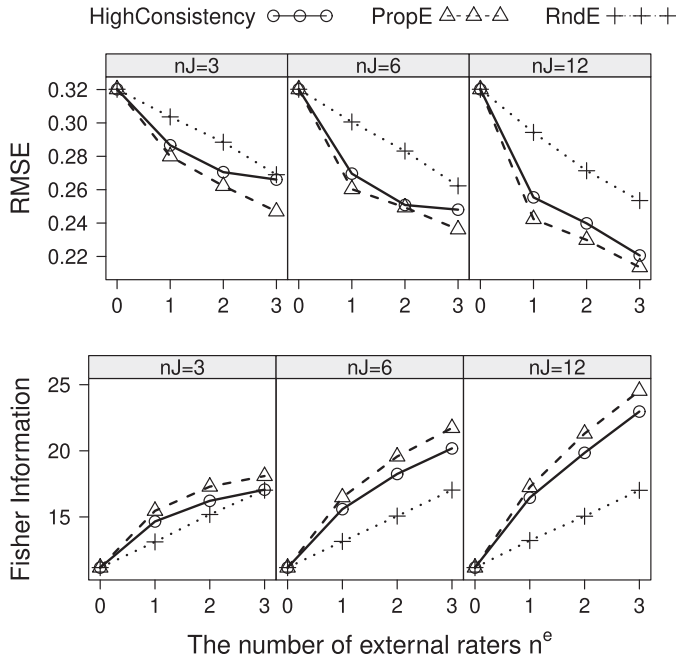 HighConsistency PropE RndE
nJ=3 nJ=6 nJ=12
RMSE
0.32
0.30
0.28
0.26
0.24
0.22
0 1 2 3 0 1 2 3 0 1 2 3
nJ=3 nJ=6 nJ=12
Fisher Information
25
20
15
0 1 2 3 0 1 2 3 0 1 2 3
The number of external raters nᵉ